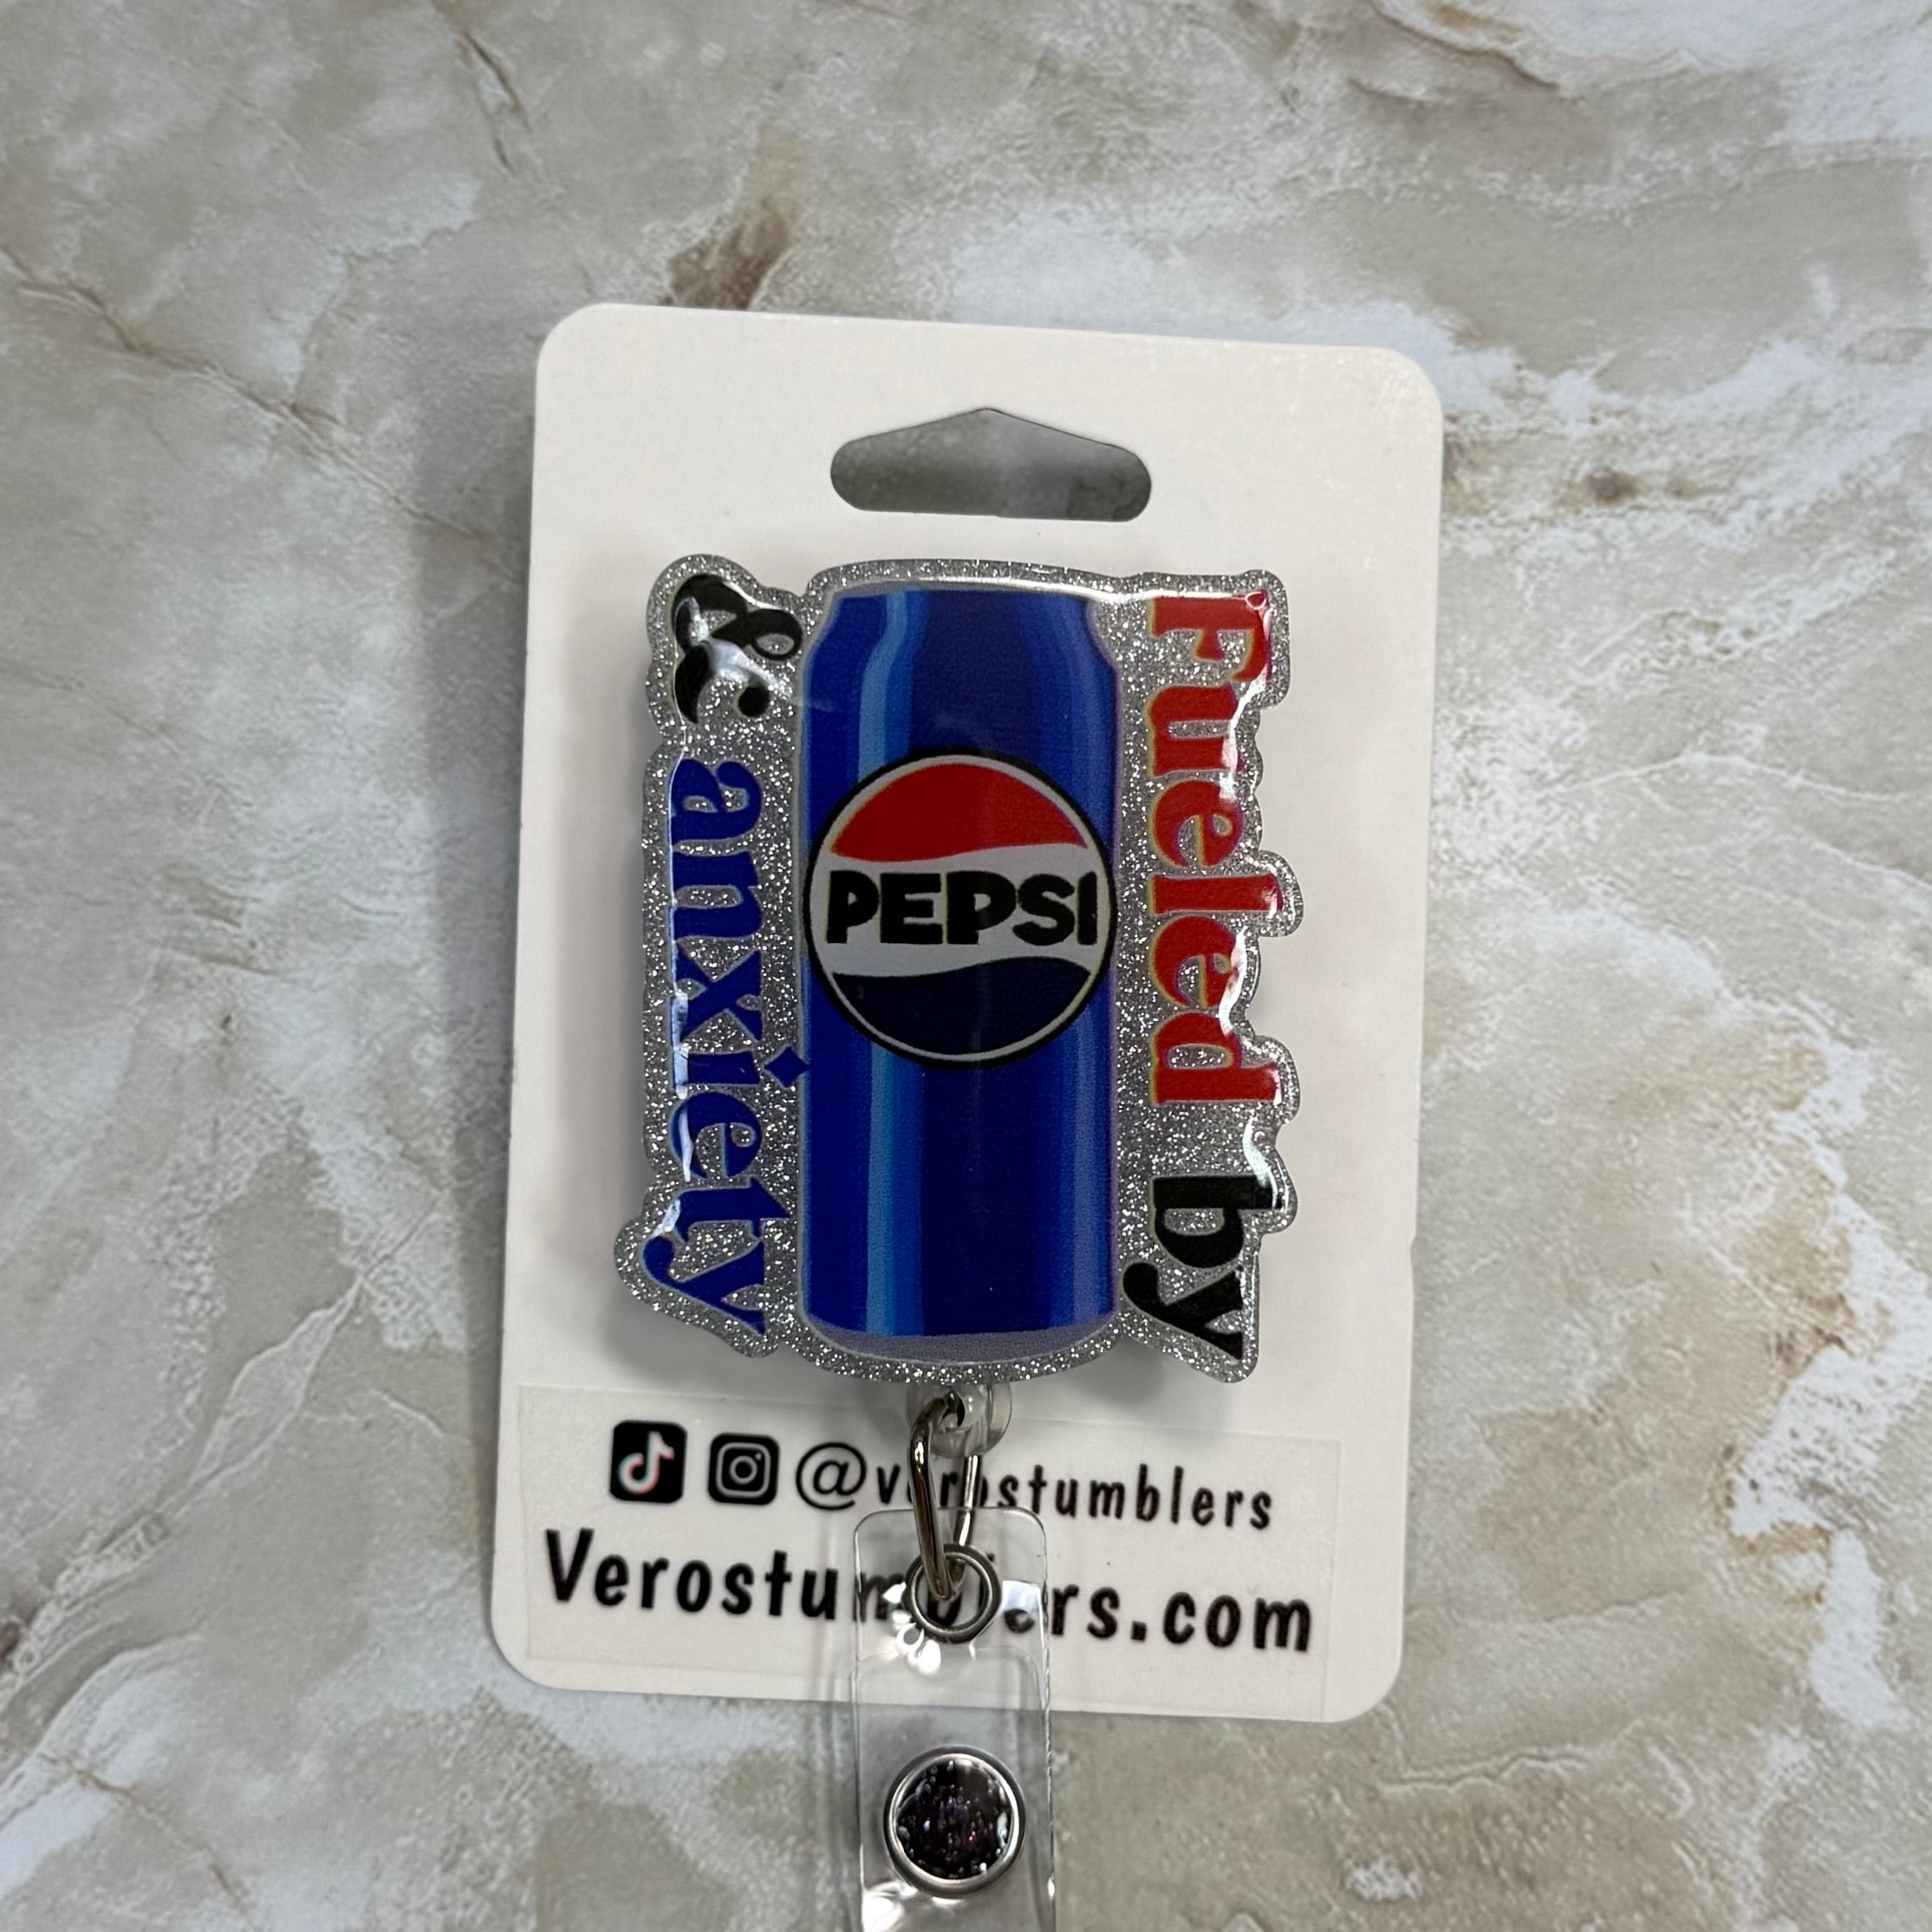 Fueled by
PEPSI
& anxiety
@verostumblers
Verostumblers.com